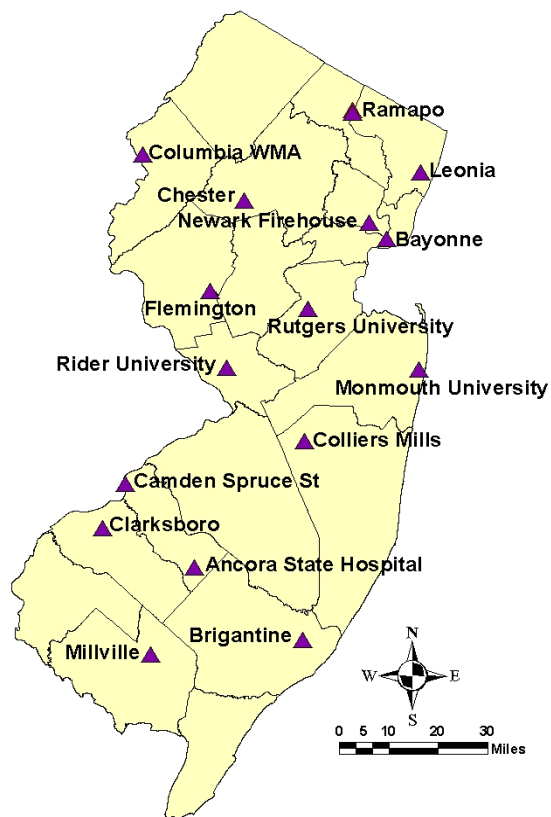 Ramapo
Columbia WMA
Leonia
Chester
Newark Firehouse
Bayonne
Flemington
Rutgers University
Rider University
Monmouth University
Colliers Mills
Camden Spruce St
Clarksboro
Ancora State Hospital
Brigantine
Millville
N
W E
S
0 5 10 20 30
Miles